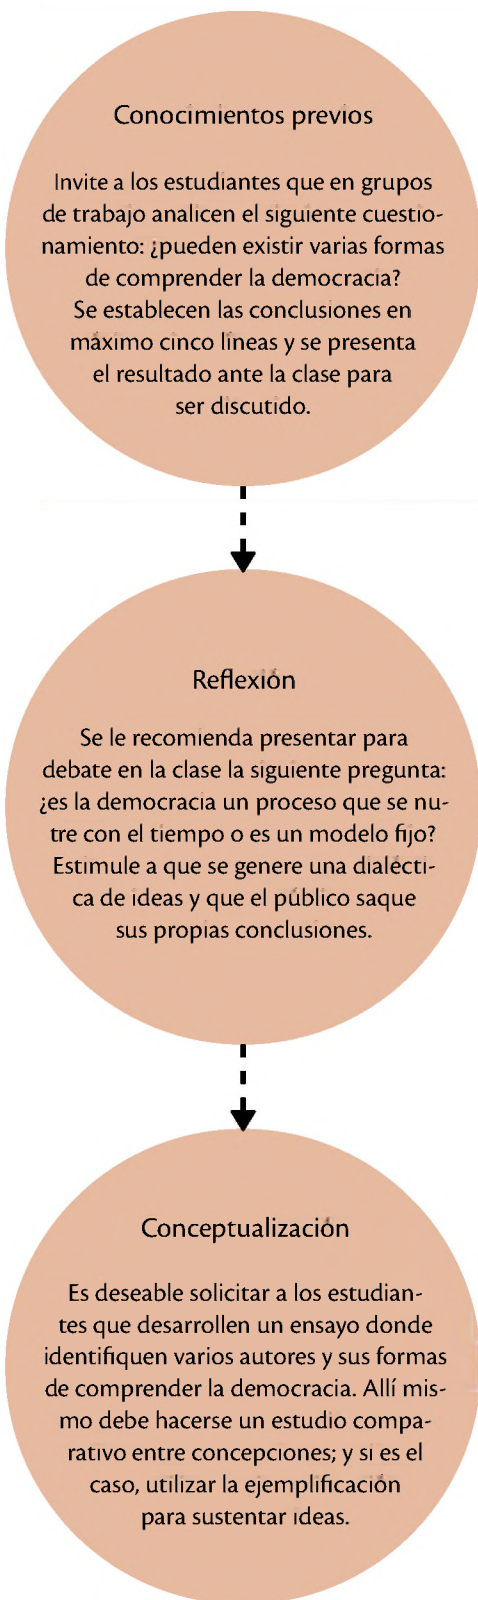 Conocimientos previos
Invite a los estudiantes que en grupos
de trabajo analicen el siguiente cuestio-
namiento: ¿pueden existir varias formas
de comprender la democracia?
Se establecen las conclusiones en
máximo cinco líneas y se presenta
el resultado ante la clase para
ser discutido.
Reflexión
Se le recomienda presentar para
debate en la clase la siguiente pregunta:
¿es la democracia un proceso que se nu-
tre con el tiempo o es un modelo fijo?
Estimule a que se genere una dialécti-
ca de ideas y que el público saque
sus propias conclusiones.
Conceptualización
Es deseable solicitar a los estudian-
tes que desarrollen un ensayo donde
identifiquen varios autores y sus formas
de comprender la democracia. Allí mis-
mo debe hacerse un estudio compa-
rativo entre concepciones; y si es el
caso, utilizar la ejemplificación
para sustentar ideas.